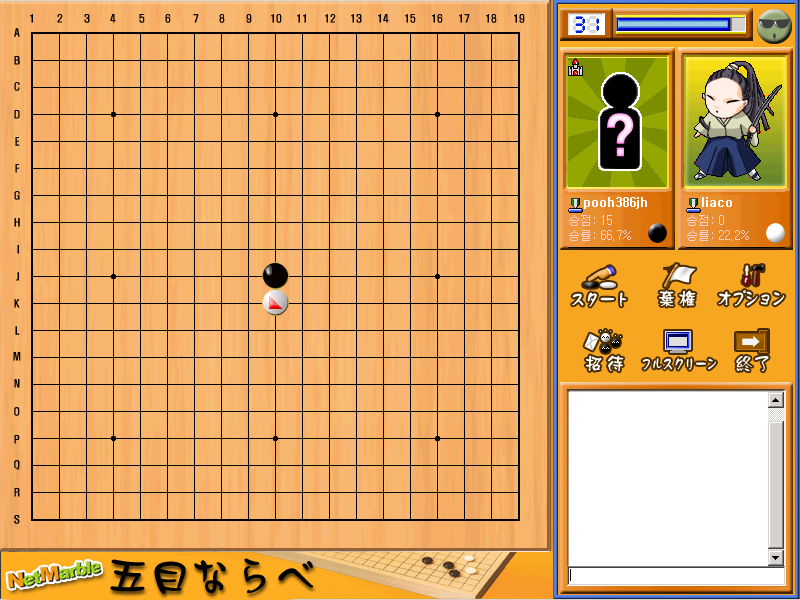 1 2 3 4 5 6 7 8 9 10 11 12 13 14 15 16 17 18 19
A
B
C
D
E
F
G
H
I
J
K
L
M
N
O
P
Q
R
S
31
?
pooh386jh
승점: 15
승률: 66,7%
liaco
승점: 0
승률: 22,2%
スタート
棄権
オプション
招待
フルスクリーン
終了
NetMarble
五目ならべ